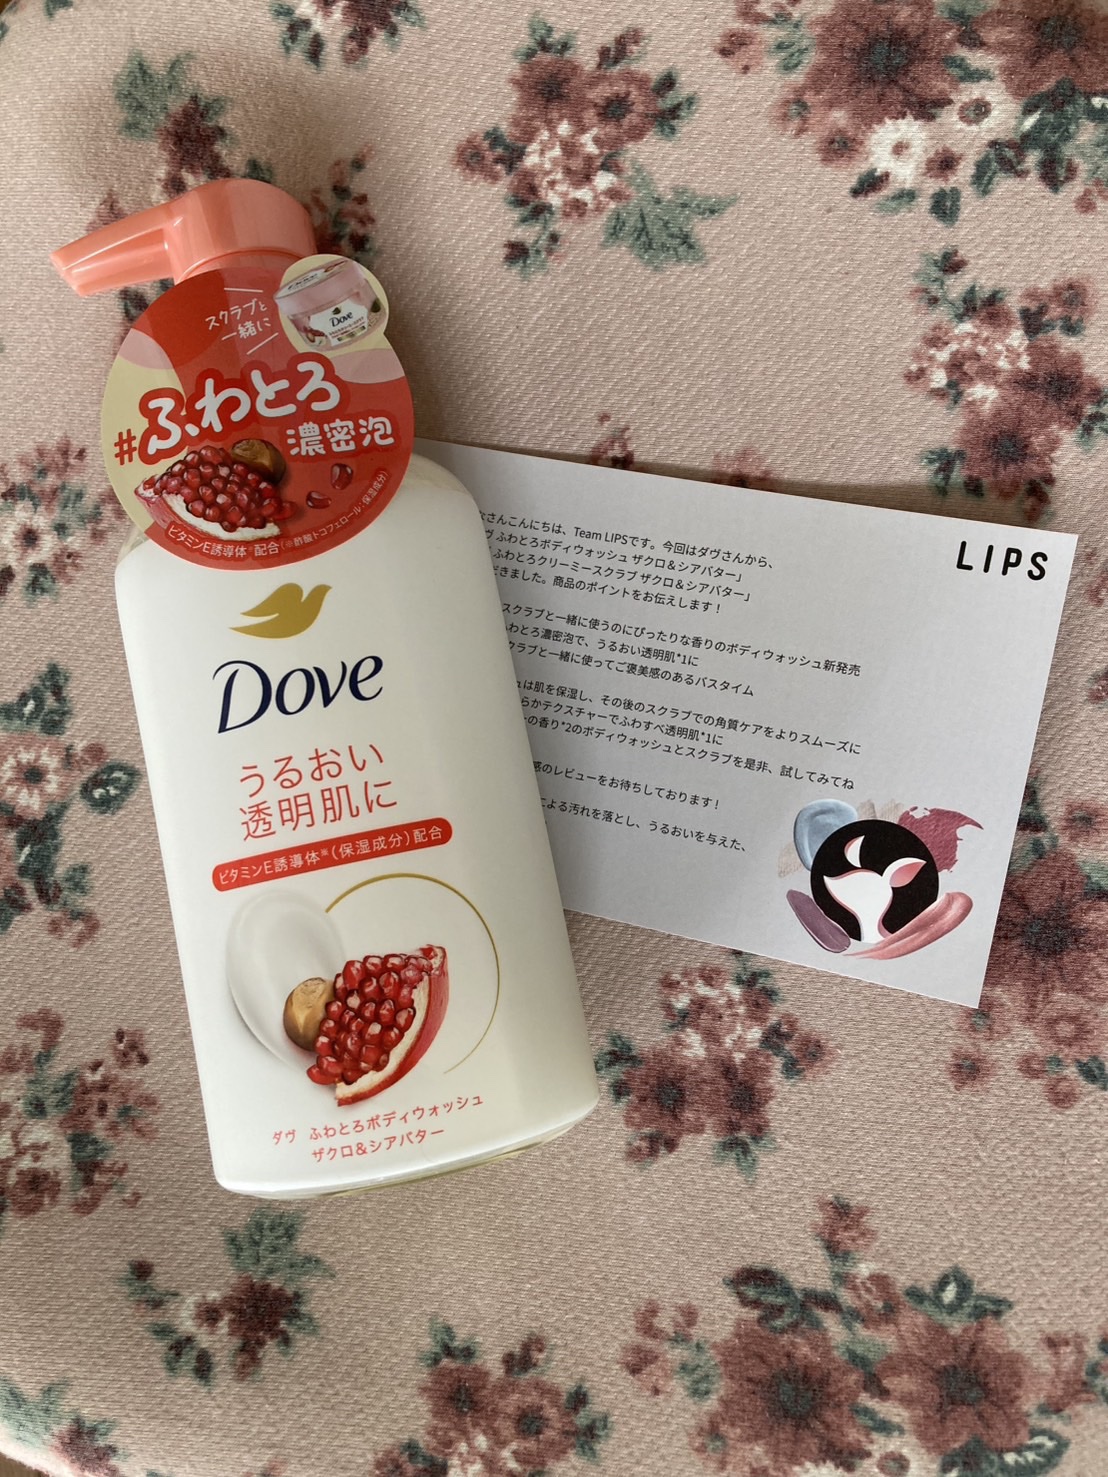 スクラブと
一緒に
Dove
#ふわとろ
濃密泡
ビタミンE誘導体※配合(※酢酸トコフェロール:保湿成分)
Dove
うるおい
透明肌に
ビタミンE誘導体※(保湿成分)配合
ダヴ ふわとろボディウォッシュ
ザクロ&シアバター
LIPS
さんこんにちは、Team LIPSです。今回はダヴさんから、
ヴ ふわとろボディウォッシュ ザクロ&シアバター」
ふわとろクリーミースクラブ ザクロ&シアバター」
だきました。商品のポイントをお伝えします!
スクラブと一緒に使うのにぴったりな香りのボディウォッシュ新発売
わとろ濃密泡で、うるおい透明肌*1に
クラブと一緒に使ってご褒美感のあるバスタイム
は肌を保湿し、その後のスクラブでの角質ケアをよりスムーズに
らかテクスチャーでふわすべ透明肌*1に
の香り*2のボディウォッシュとスクラブを是非、試してみてね
感のレビューをお待ちしております!
による汚れを落とし、うるおいを与えた、